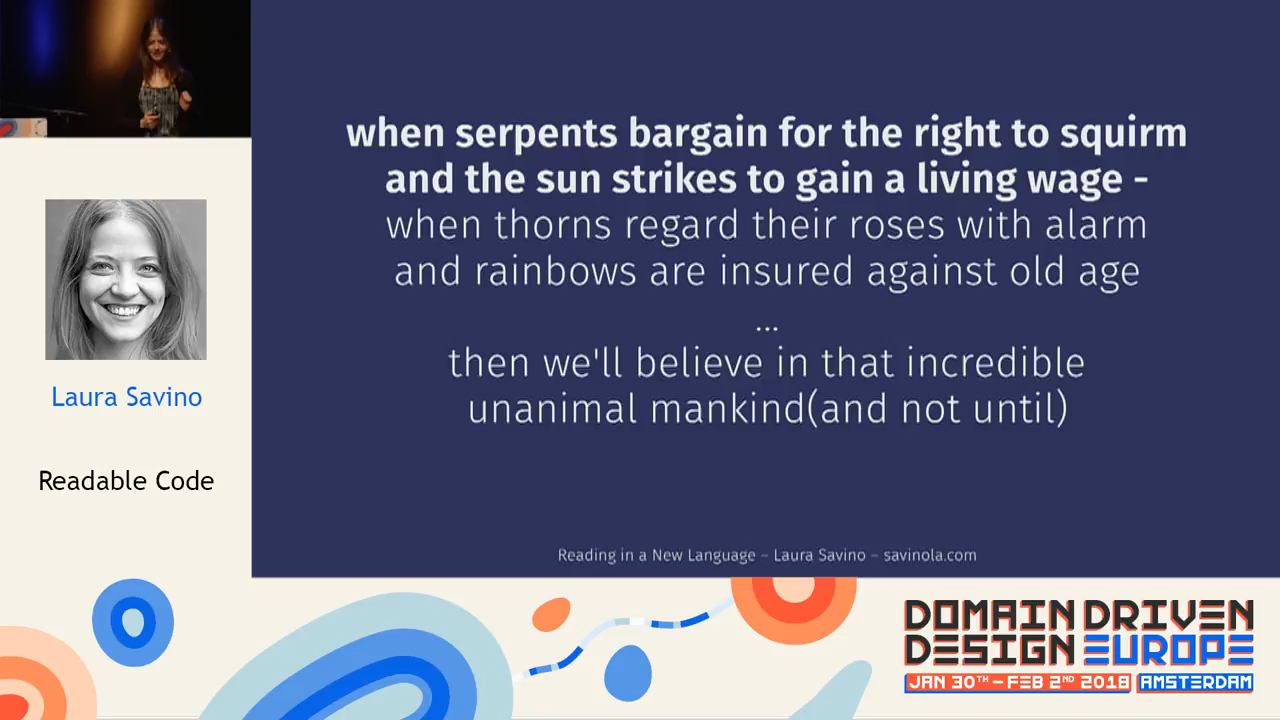 when serpents bargain for the right to squirm
and the sun strikes to gain a living wage -
when thorns regard their roses with alarm
and rainbows are insured against old age
...
then we'll believe in that incredible
unanimal mankind(and not until)
Reading in a New Language – Laura Savino – savinola.com
Laura Savino
Readable Code
DOMAIN DRIVEN
DESIGN EUROPE
JAN 30TH – FEB 2ND 2018 AMSTERDAM